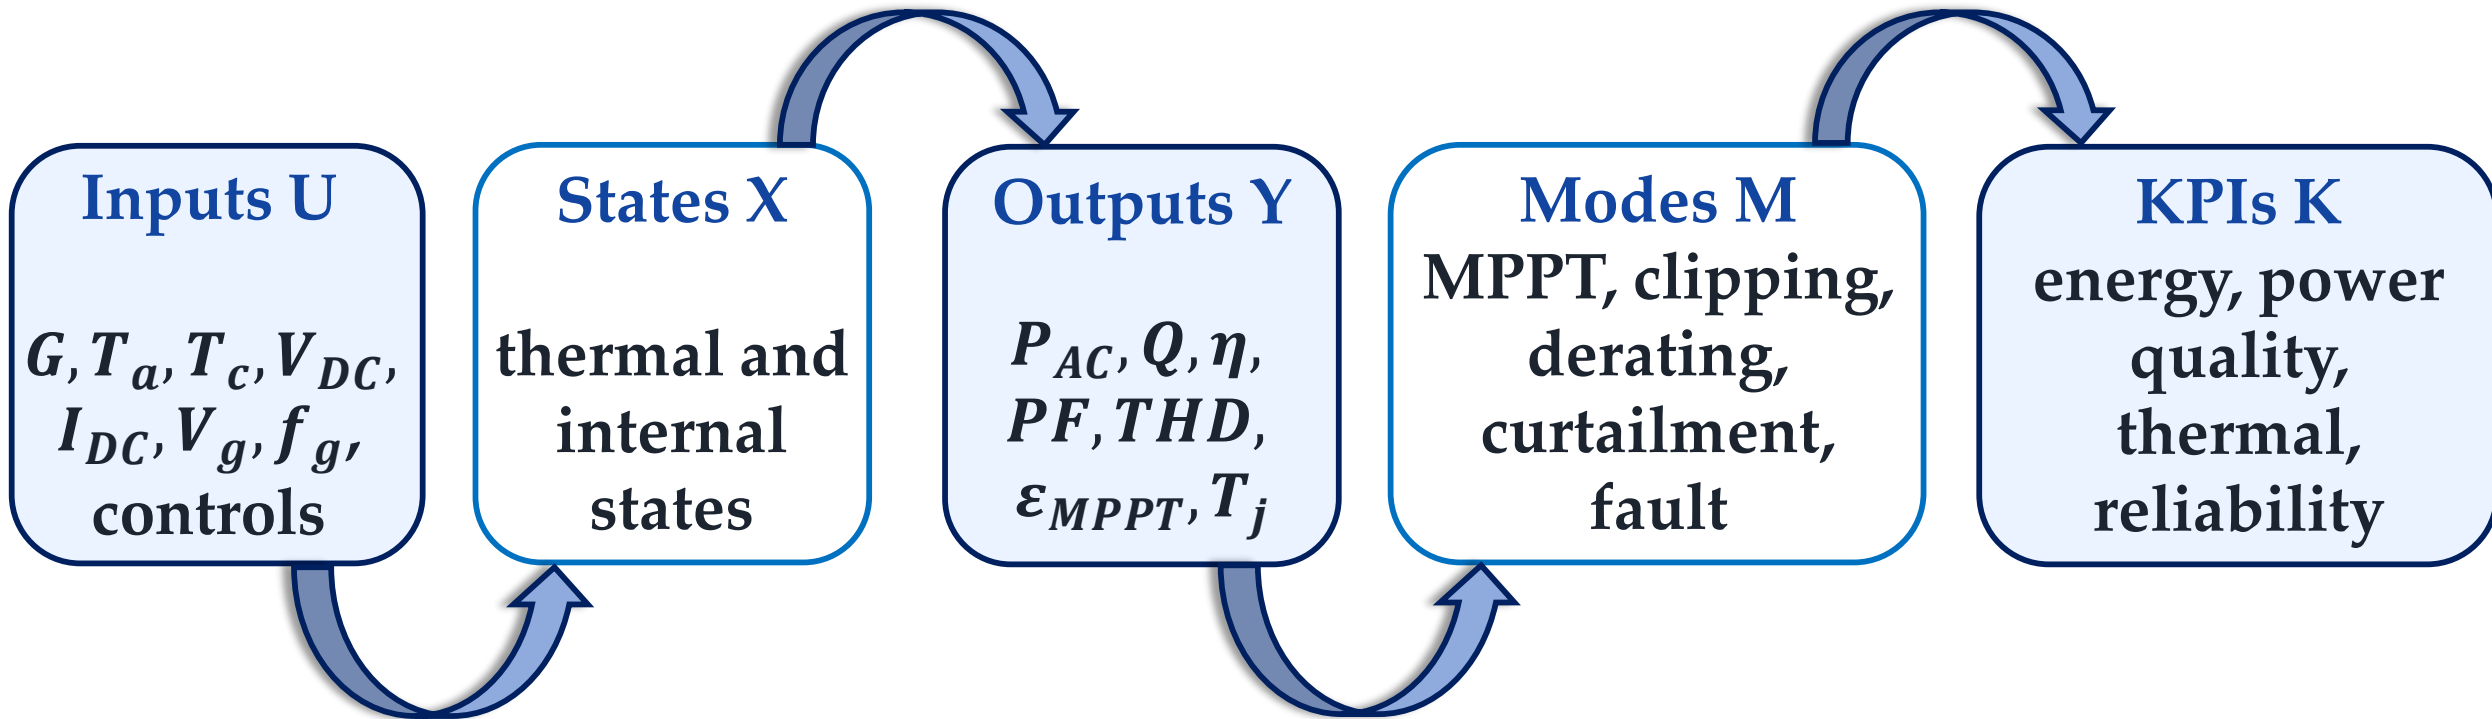 Inputs U
G, T_a, T_c, V_DC,
I_DC, V_g, f_g,
controls
States X
thermal and
internal
states
Outputs Y
P_AC, Q, η,
PF, THD,
ε_MPPT, T_j
Modes M
MPPT, clipping,
derating,
curtailment,
fault
KPIs K
energy, power
quality,
thermal,
reliability